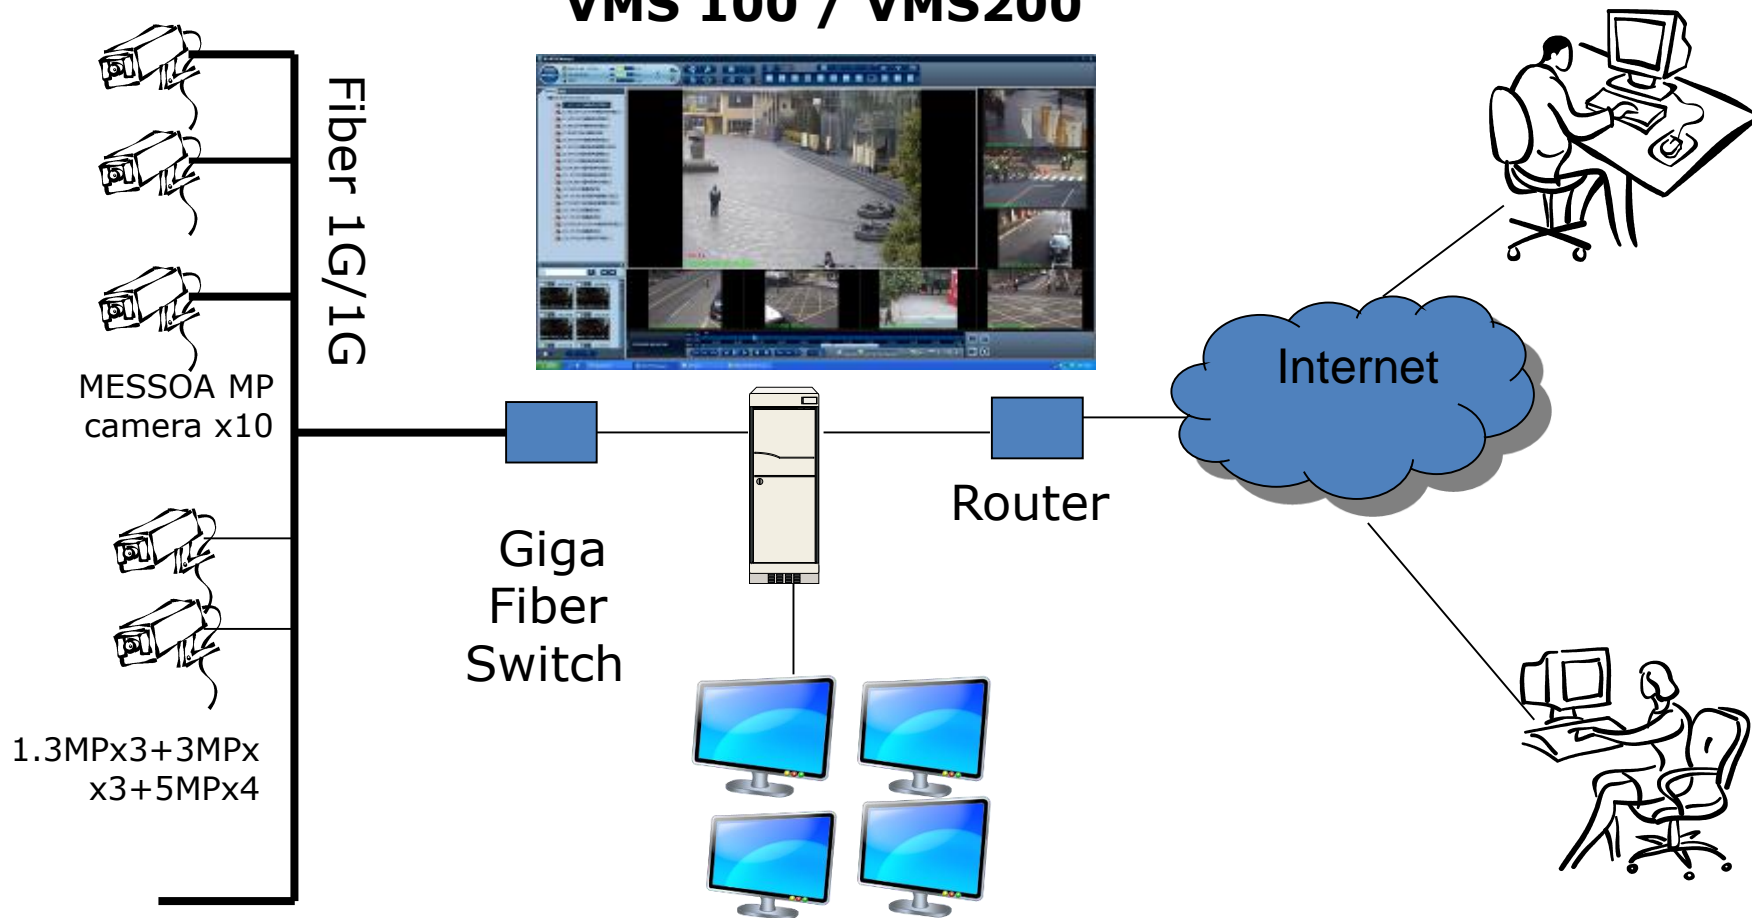 VMS 100 / VMS200
Fiber 1G/1G
MESSOA MP
camera x10
Internet
Router
Giga
Fiber
Switch
1.3MPx3+3MPx
x3+5MPx4